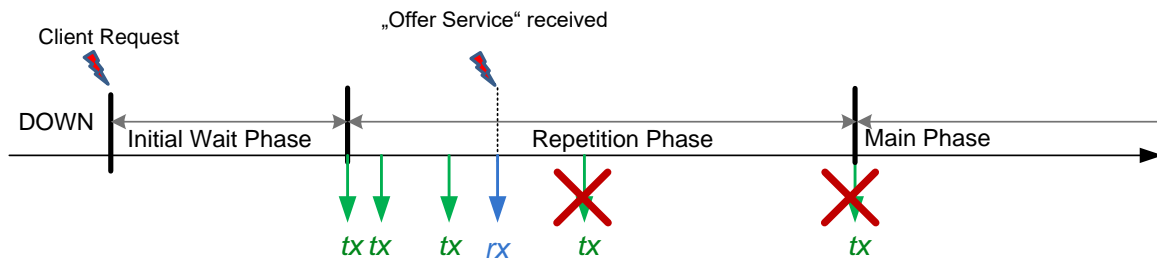 „Offer Service“ received
Client Request
DOWN
Initial Wait Phase
Repetition Phase
Main Phase
tx tx tx rx tx tx